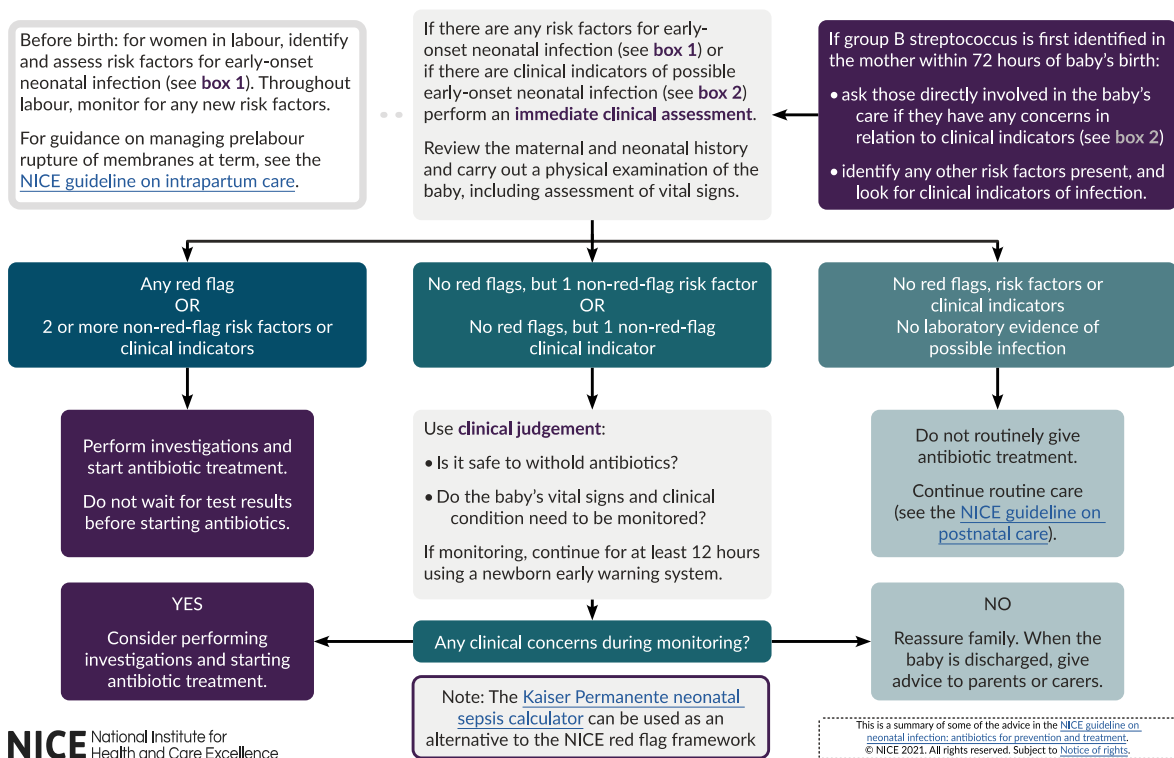 Before birth: for women in labour, identify
and assess risk factors for early-onset
neonatal infection (see box 1). Throughout
labour, monitor for any new risk factors.
For guidance on managing prelabour
rupture of membranes at term, see the
NICE guideline on intrapartum care.
If there are any risk factors for early-
onset neonatal infection (see box 1) or
if there are clinical indicators of possible
early-onset neonatal infection (see box 2)
perform an immediate clinical assessment.
Review the maternal and neonatal history
and carry out a physical examination of the
baby, including assessment of vital signs.
If group B streptococcus is first identified in
the mother within 72 hours of baby's birth:
• ask those directly involved in the baby's
care if they have any concerns in
relation to clinical indicators (see box 2)
• identify any other risk factors present, and
look for clinical indicators of infection.
Any red flag
OR
2 or more non-red-flag risk factors or
clinical indicators
No red flags, but 1 non-red-flag risk factor
OR
No red flags, but 1 non-red-flag
clinical indicator
No red flags, risk factors or
clinical indicators
No laboratory evidence of
possible infection
Perform investigations and
start antibiotic treatment.
Do not wait for test results
before starting antibiotics.
Use clinical judgement:
• Is it safe to withold antibiotics?
• Do the baby's vital signs and clinical
condition need to be monitored?
If monitoring, continue for at least 12 hours
using a newborn early warning system.
Do not routinely give
antibiotic treatment.
Continue routine care
(see the NICE guideline on
postnatal care).
YES
Consider performing
investigations and starting
antibiotic treatment.
Any clinical concerns during monitoring?
NO
Reassure family. When the
baby is discharged, give
advice to parents or carers.
Note: The Kaiser Permanente neonatal
sepsis calculator can be used as an
alternative to the NICE red flag framework
NICE National Institute for
Health and Care Excellence
This is a summary of some of the advice in the NICE guideline on
neonatal infection: antibiotics for prevention and treatment.
© NICE 2021. All rights reserved. Subject to Notice of rights.